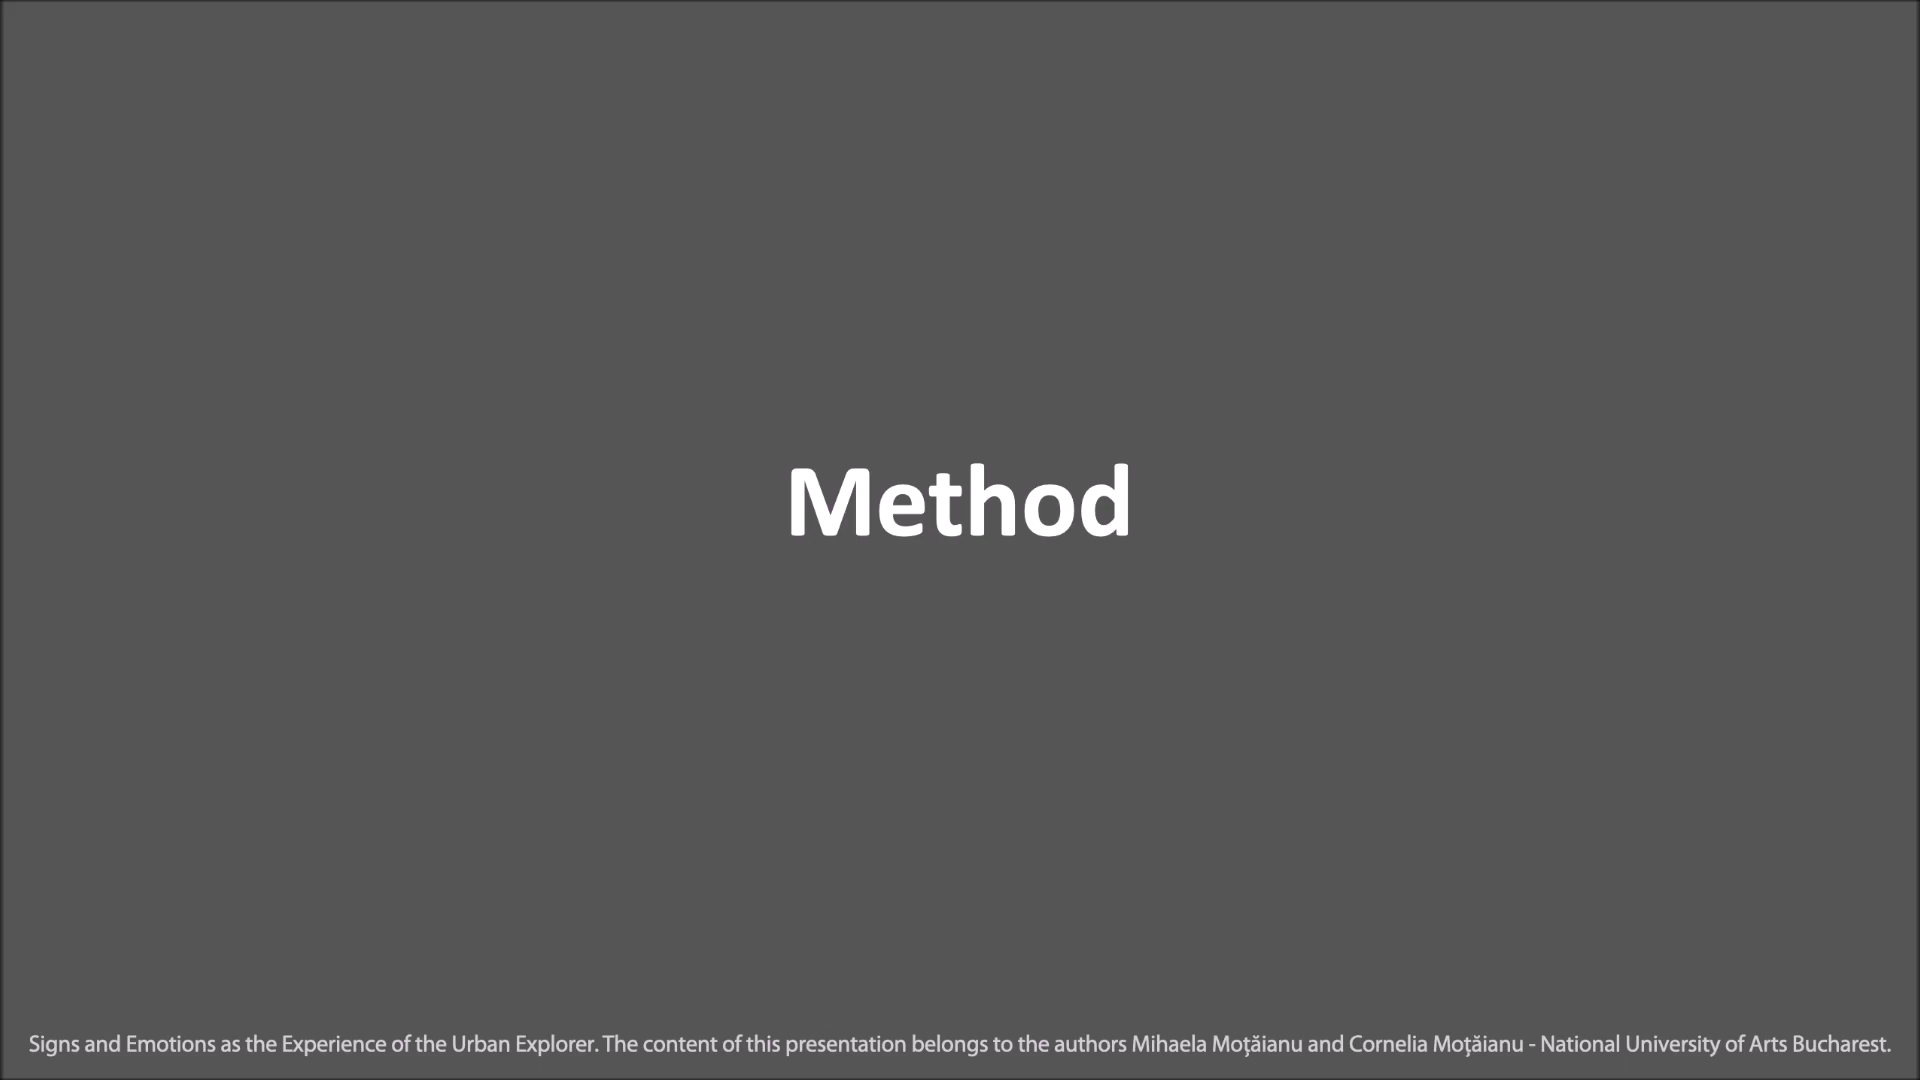 Method
Signs and Emotions as the Experience of the Urban Explorer. The content of this presentation belongs to the authors Mihaela Moţăianu and Cornelia Moţăianu - National University of Arts Bucharest.